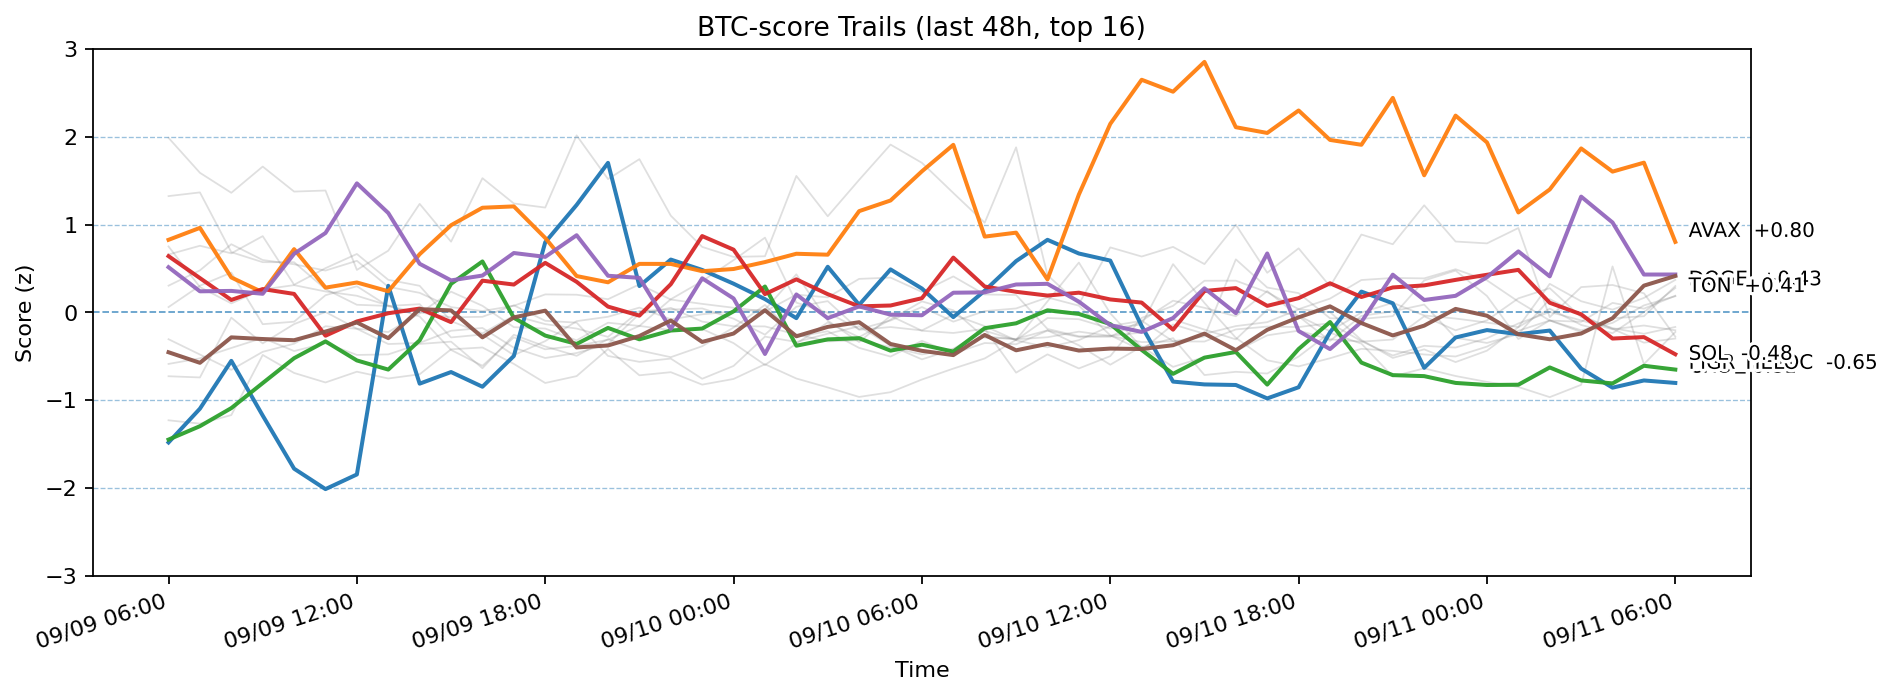 BTC-score Trails (last 48h, top 16)
Score (z)
3
2
1
0
−1
−2
−3
AVAX +0.80
TON +0.41
SOL -0.48
-0.65
09/09 06:00
09/09 12:00
09/09 18:00
09/10 00:00
09/10 06:00
09/10 12:00
09/10 18:00
09/11 00:00
09/11 06:00
Time